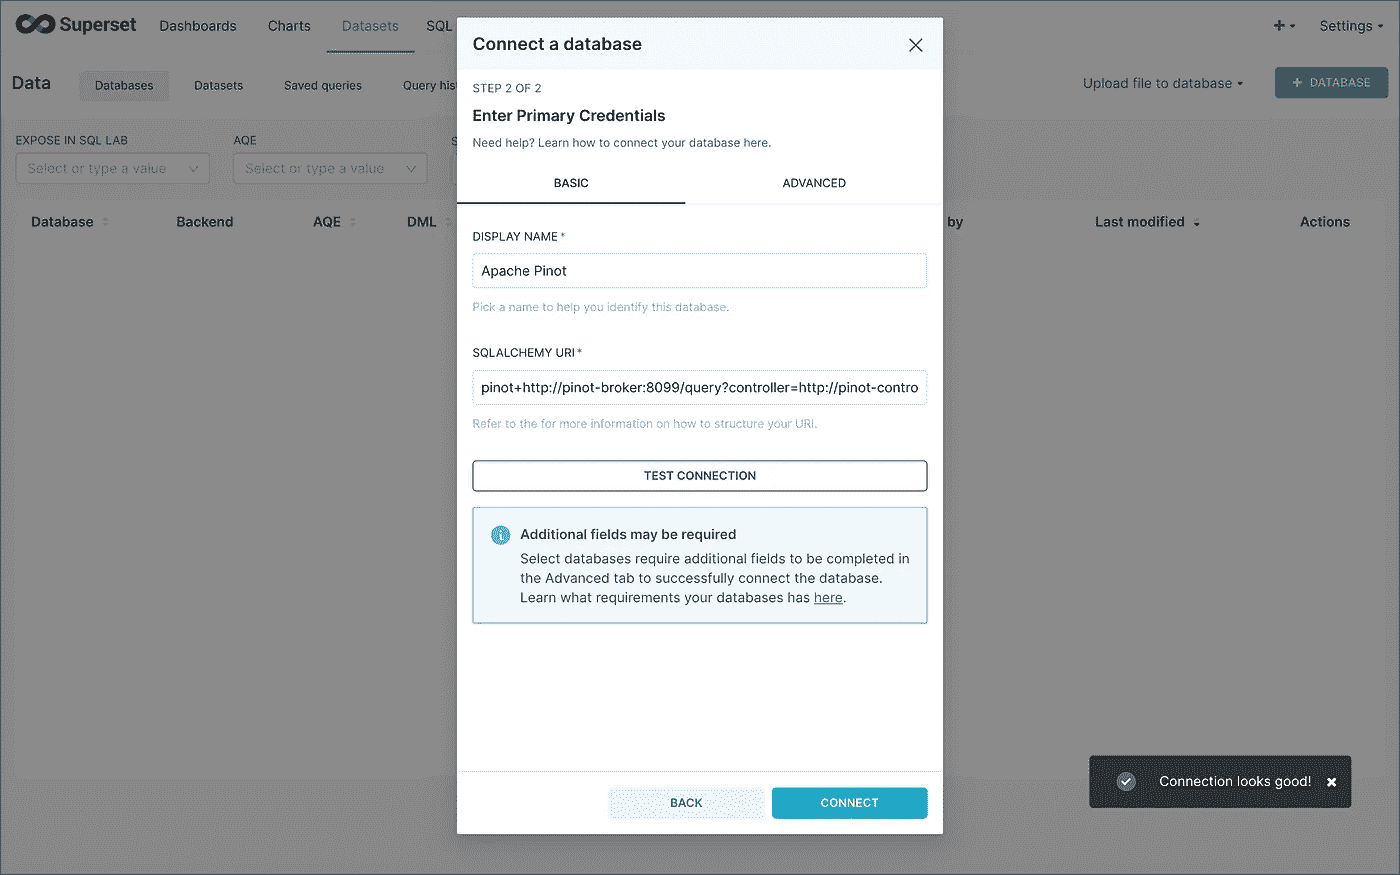 Superset Dashboards Charts Datasets SQL Settings
Data Databases Datasets Saved queries Query his Upload file to database + DATABASE
EXPOSE IN SQL LAB AQE S
Select or type a value Select or type a value
Database Backend AQE DML by Last modified Actions
Connect a database
STEP 2 OF 2
Enter Primary Credentials
Need help? Learn how to connect your database here.
BASIC ADVANCED
DISPLAY NAME *
Apache Pinot
Pick a name to help you identify this database.
SQLALCHEMY URI *
pinot+http://pinot-broker:8099/query?controller=http://pinot-contro
Refer to the for more information on how to structure your URI.
TEST CONNECTION
Additional fields may be required
Select databases require additional fields to be completed in
the Advanced tab to successfully connect the database.
Learn what requirements your databases has here.
Connection looks good!
BACK CONNECT